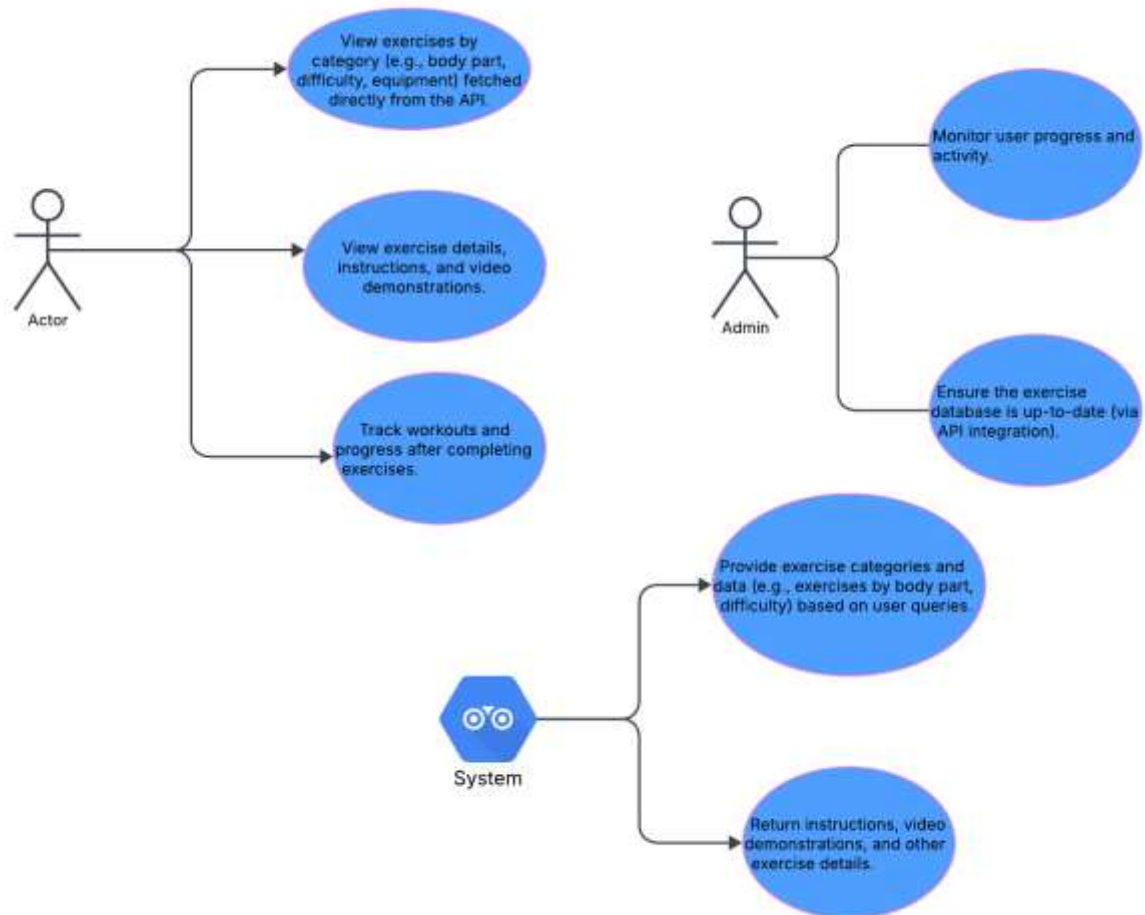 View exercises by
category (e.g., body part,
difficulty, equipment) fetched
directly from the API.
View exercise details,
instructions, and video
demonstrations.
Actor
Track workouts and
progress after completing
exercises.
Monitor user progress and
activity.
Admin
Ensure the exercise
database is up-to-date (via
API integration).
Provide exercise categories and
data (e.g., exercises by body part,
difficulty) based on user queries.
System
Return instructions, video
demonstrations, and other
exercise details.